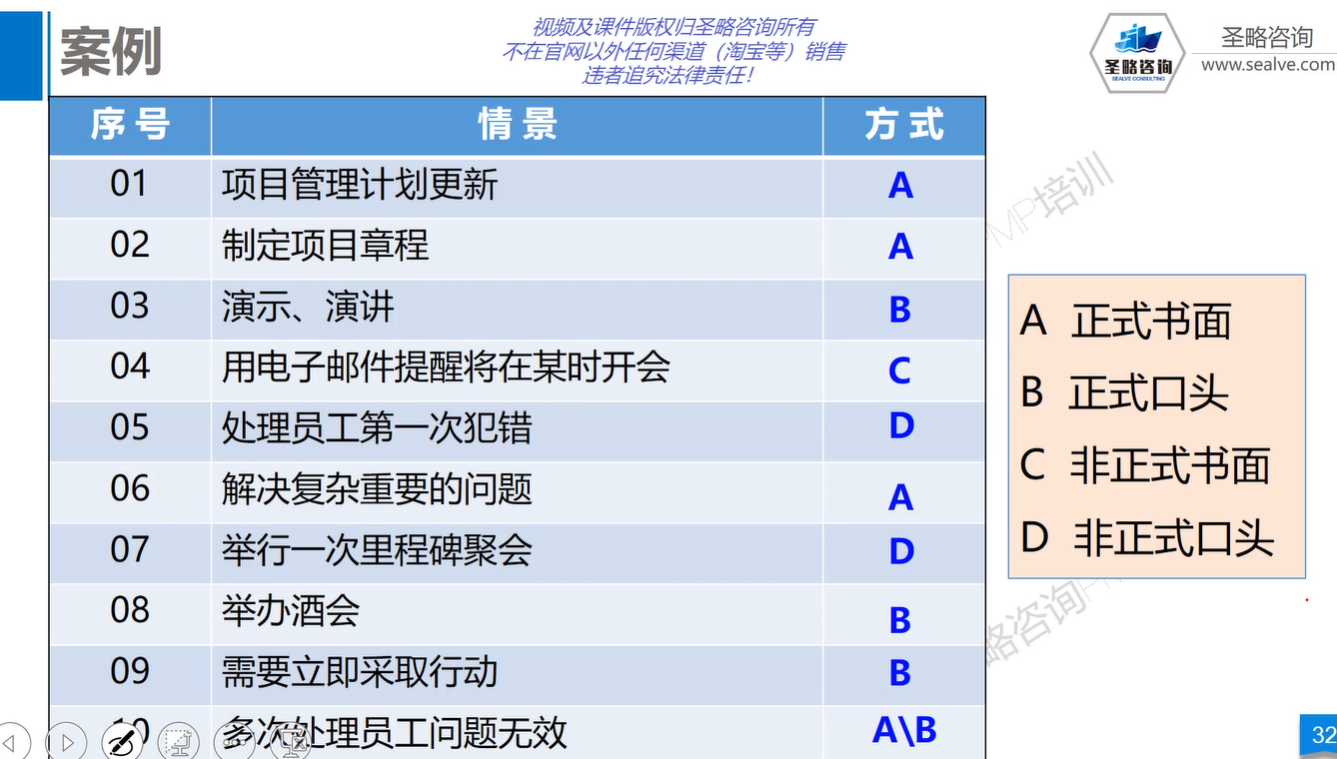 案例
视频及课件版权归圣略咨询所有
不在官网以外任何渠道（淘宝等）销售
违者追究法律责任！
圣略咨询
SEALVE CONSULTING
圣略咨询
www.sealve.com
序号 情景 方式
01 项目管理计划更新 A
02 制定项目章程 A
03 演示、演讲 B
04 用电子邮件提醒将在某时开会 C
05 处理员工第一次犯错 D
06 解决复杂重要的问题 A
07 举行一次里程碑聚会 D
08 举办酒会 B
09 需要立即采取行动 B
10 多次处理员工问题无效 A\B
MP培训
A 正式书面
B 正式口头
C 非正式书面
D 非正式口头
略咨询P
32